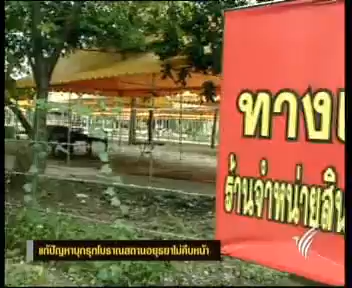 ทางเ
ร้านจำหน่ายสิน
แก้ปัญหาบุกรุกโบราณสถานอยุธยาไม่คืบหน้า